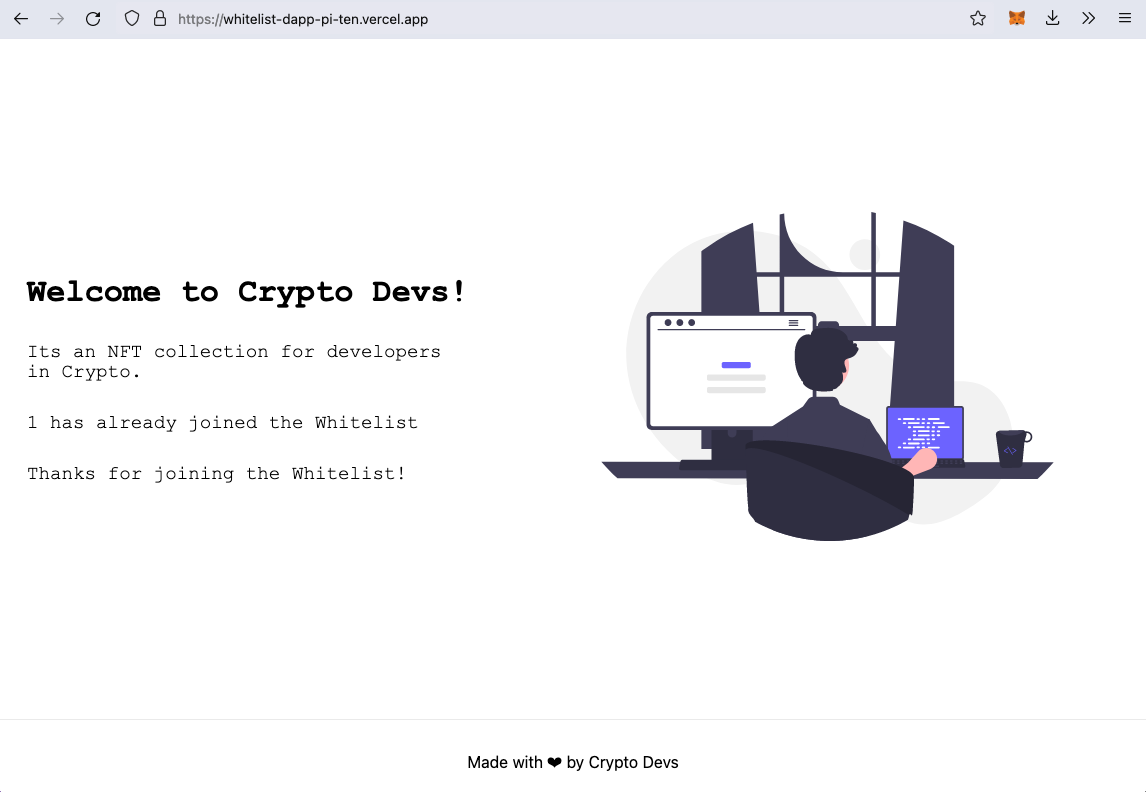 https://whitelist-dapp-pi-ten.vercel.app
Welcome to Crypto Devs!
Its an NFT collection for developers
in Crypto.
1 has already joined the Whitelist
Thanks for joining the Whitelist!
</>
Made with ❤ by Crypto Devs